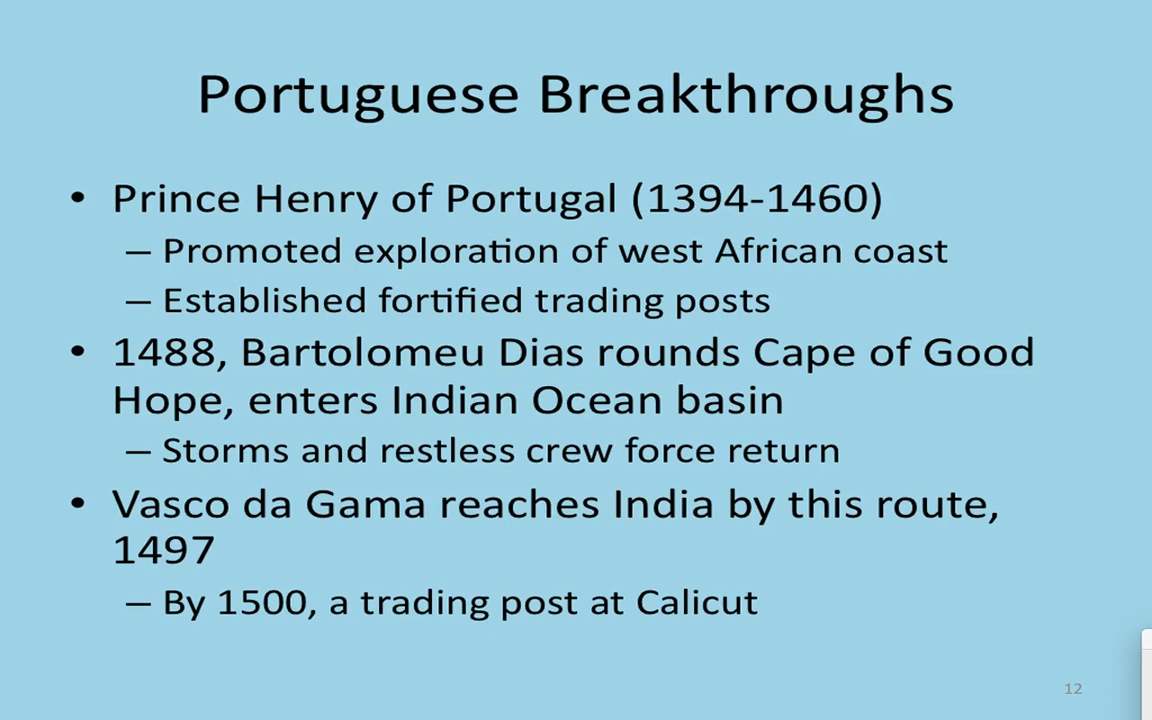 Portuguese Breakthroughs
• Prince Henry of Portugal (1394-1460)
– Promoted exploration of west African coast
– Established fortified trading posts
• 1488, Bartolomeu Dias rounds Cape of Good
Hope, enters Indian Ocean basin
– Storms and restless crew force return
• Vasco da Gama reaches India by this route,
1497
– By 1500, a trading post at Calicut
12